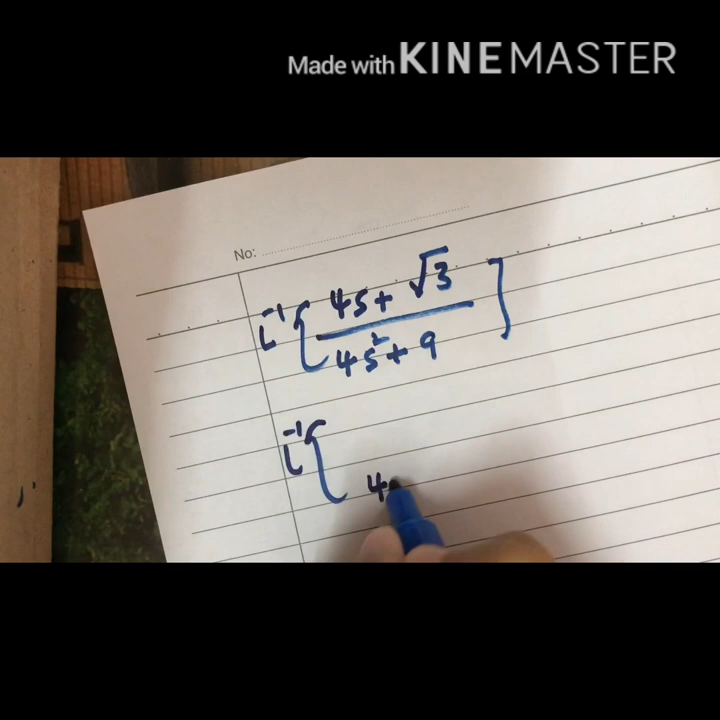 Made with KINEMASTER
No:
L⁻¹ [ 4s + √3
4s² + 9 ]
L⁻¹ [
4